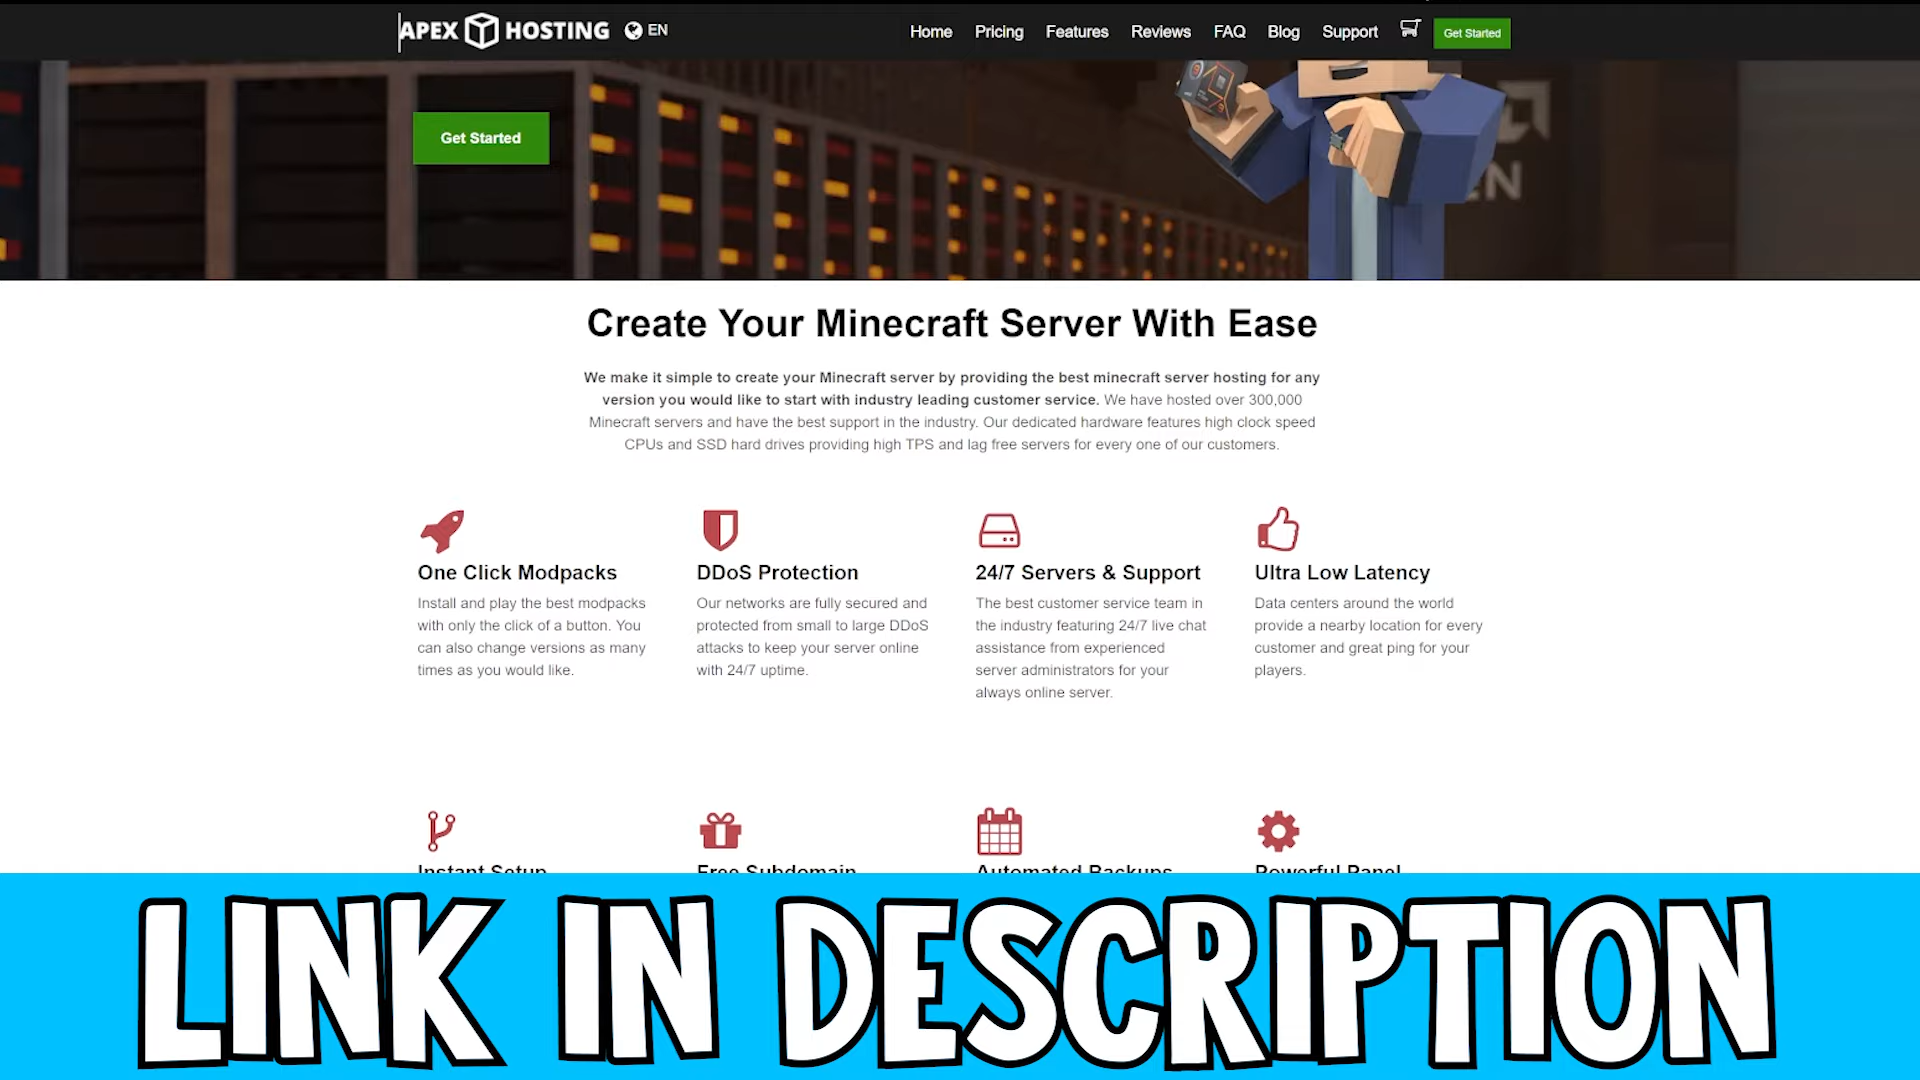 APEX HOSTING EN Home Pricing Features Reviews FAQ Blog Support Get Started
Get Started
Create Your Minecraft Server With Ease
We make it simple to create your Minecraft server by providing the best minecraft server hosting for any
version you would like to start with industry leading customer service. We have hosted over 300,000
Minecraft servers and have the best support in the industry. Our dedicated hardware features high clock speed
CPUs and SSD hard drives providing high TPS and lag free servers for every one of our customers.
One Click Modpacks
Install and play the best modpacks
with only the click of a button. You
can also change versions as many
times as you would like.
DDoS Protection
Our networks are fully secured and
protected from small to large DDoS
attacks to keep your server online
with 24/7 uptime.
24/7 Servers & Support
The best customer service team in
the industry featuring 24/7 live chat
assistance from experienced
server administrators for your
always online server.
Ultra Low Latency
Data centers around the world
provide a nearby location for every
customer and great ping for your
players.
Instant Setup
Free Subdomain
Automated Backups
Powerful Panel
LINK IN DESCRIPTION